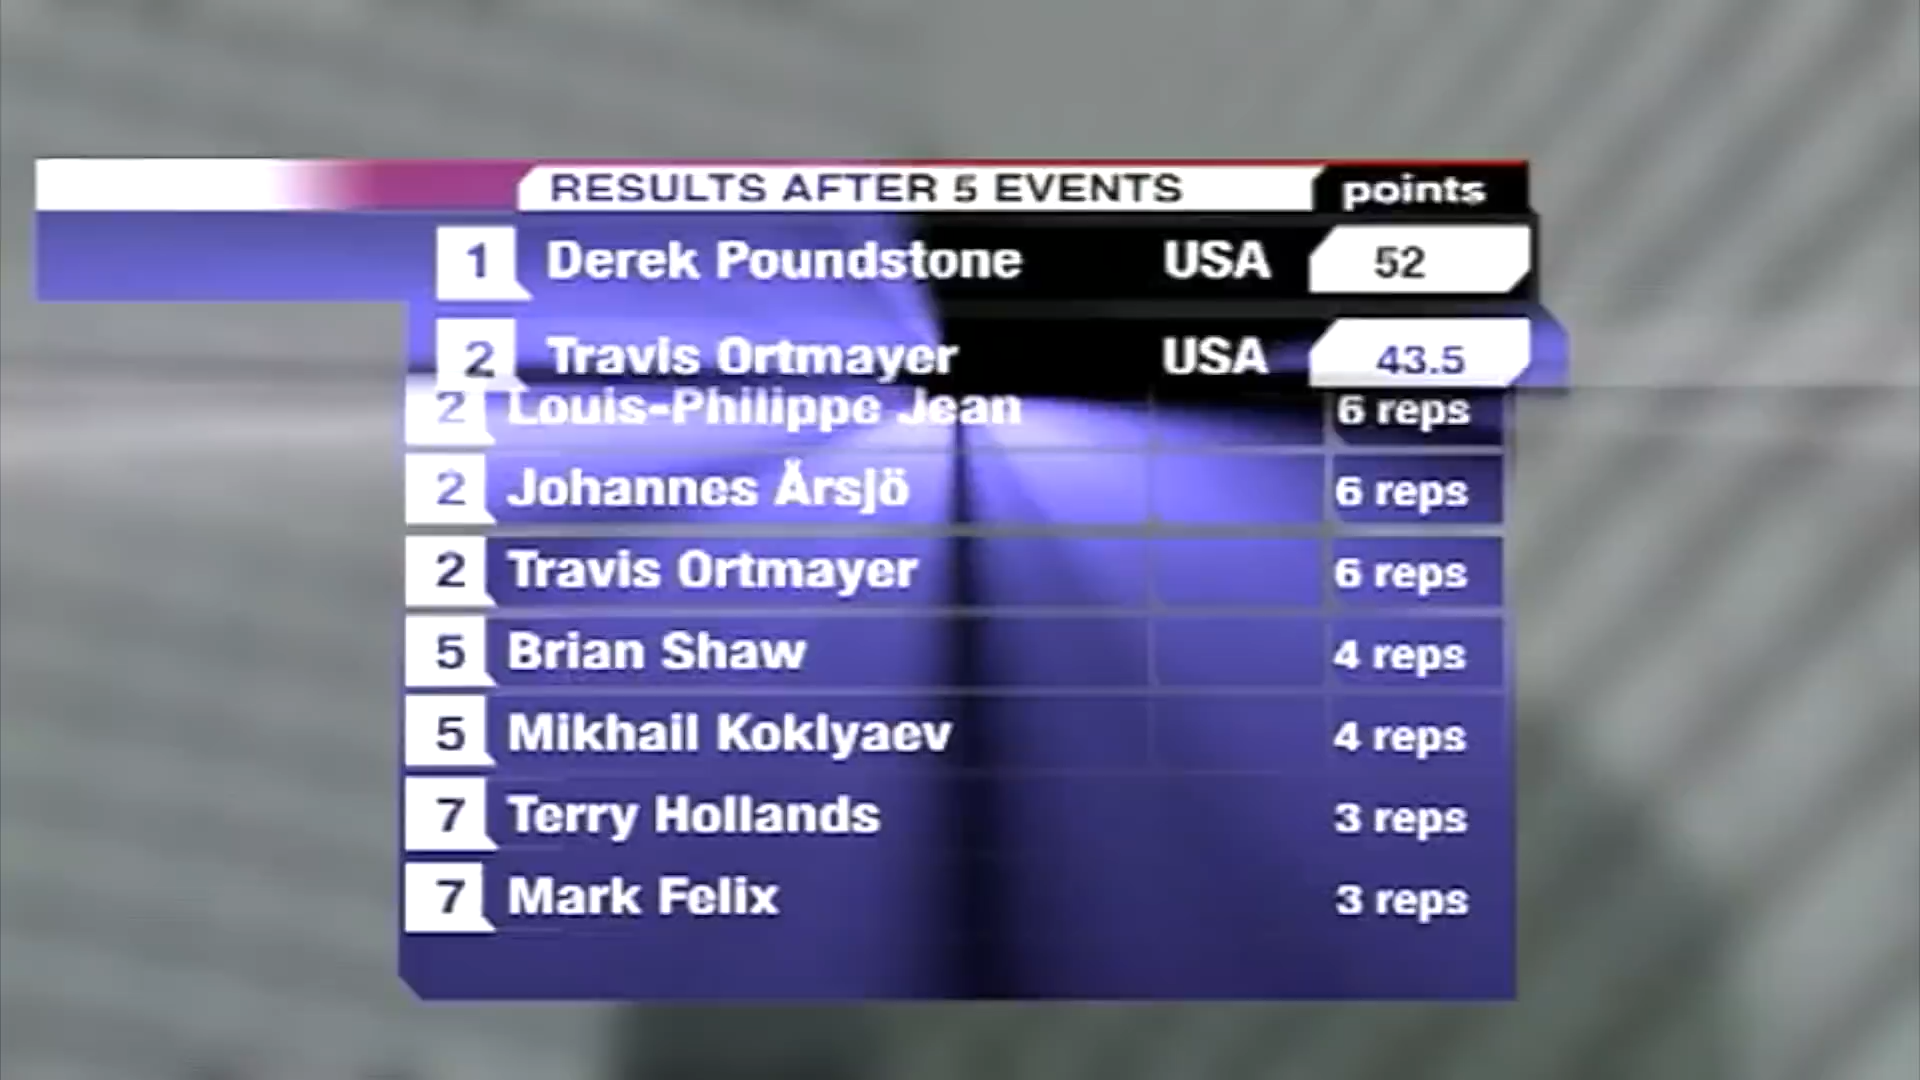 RESULTS AFTER 5 EVENTS points
1 Derek Poundstone USA 52
2 Travis Ortmayer USA 43.5
2 Louis-Philippe Jean 6 reps
2 Johannes Årsjö 6 reps
2 Travis Ortmayer 6 reps
5 Brian Shaw 4 reps
5 Mikhail Koklyaev 4 reps
7 Terry Hollands 3 reps
7 Mark Felix 3 reps